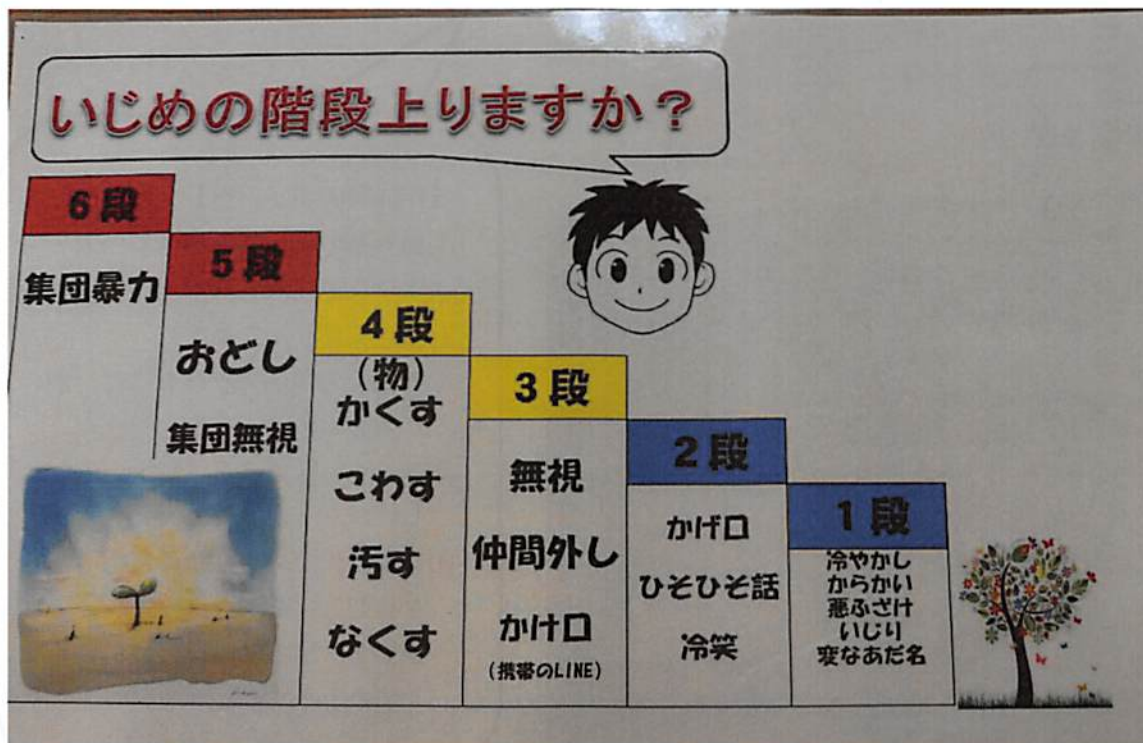 いじめの階段上りますか？
6段
集団暴力
5段
おどし
集団無視
4段
(物)
かくす
こわす
汚す
なくす
3段
無視
仲間外し
かけ口
(携帯のLINE)
2段
かげ口
ひそひそ話
冷笑
1段
冷やかし
からかい
悪ふざけ
いじり
変なあだ名